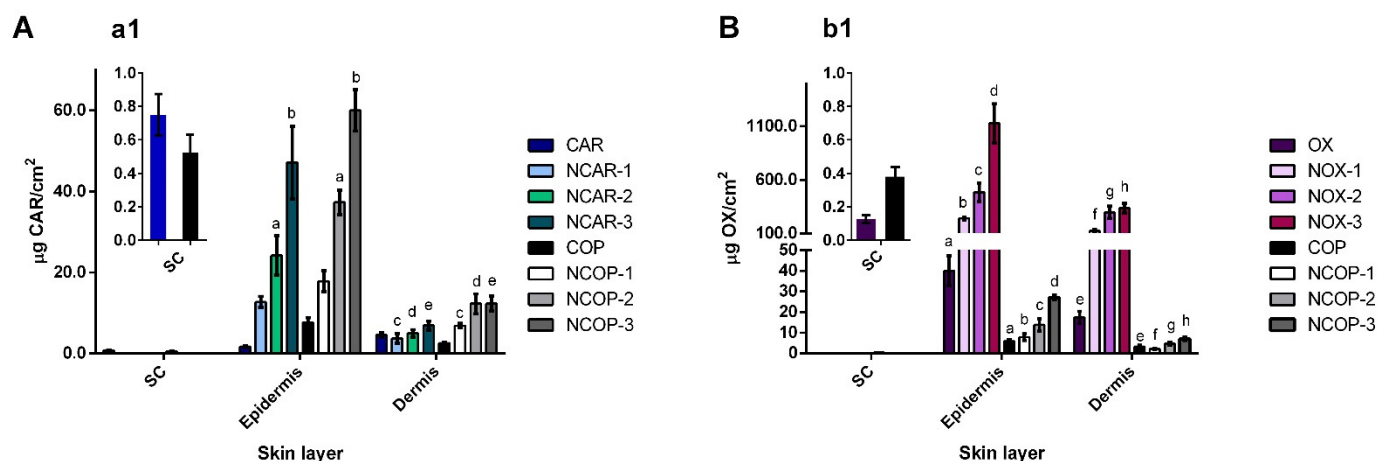 A
a1
µg CAR/cm2
60.0
40.0
20.0
0.0
1.0
0.8
0.6
0.4
0.2
0.0
SC
a
b
a
b
c
d
e
c
d
e
SC
Epidermis
Dermis
Skin layer
CAR
NCAR-1
NCAR-2
NCAR-3
COP
NCOP-1
NCOP-2
NCOP-3
B
b1
µg OX/cm2
1100.0
600.0
100.0
50
40
30
20
10
0
1.0
0.8
0.6
0.4
0.2
0.0
SC
a
b
c
d
a
b
c
d
e
f
g
h
e
f
g
h
SC
Epidermis
Dermis
Skin layer
OX
NOX-1
NOX-2
NOX-3
COP
NCOP-1
NCOP-2
NCOP-3